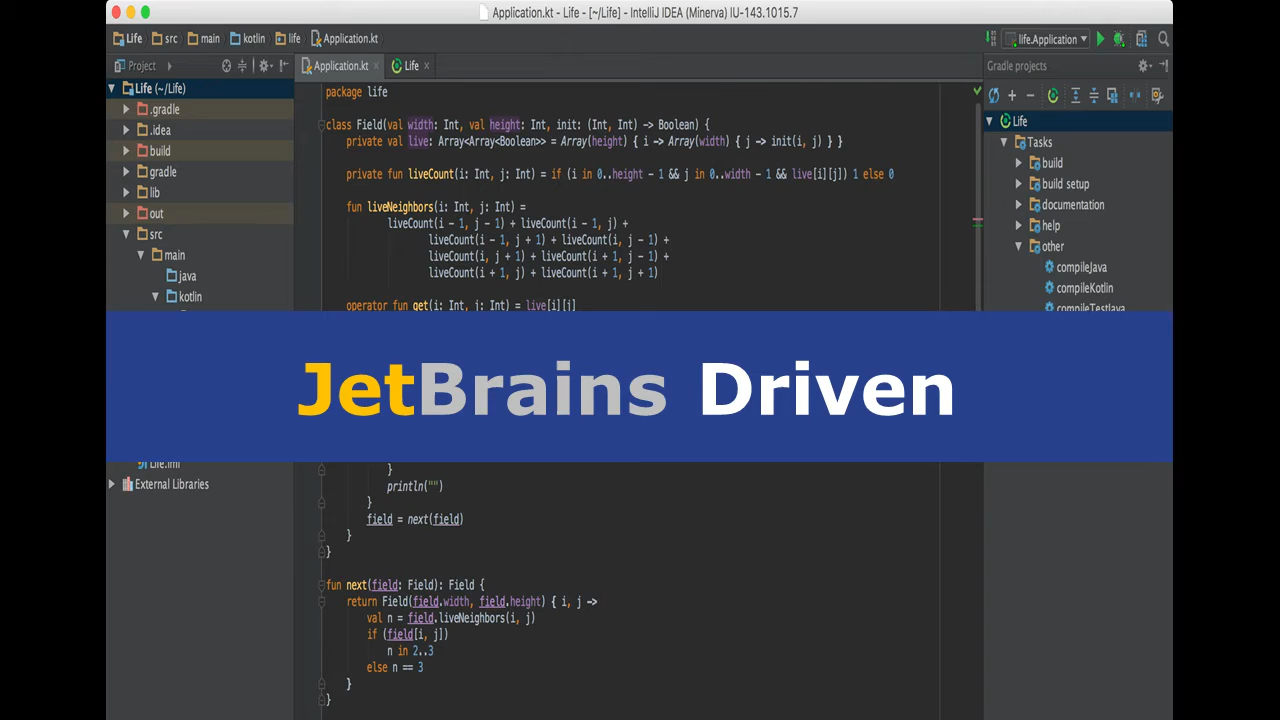 Application.kt - Life - [~/Life] - IntelliJ IDEA (Minerva) IU-143.1015.7
Life src main kotlin life Application.kt
life.Application
Project
Application.kt Life
Gradle projects
Life (~/Life)
.gradle
.idea
build
gradle
lib
out
src
main
java
kotlin
package life
class Field(val width: Int, val height: Int, init: (Int, Int) -> Boolean) {
private val live: Array<Array<Boolean>> = Array(height) { i -> Array(width) { j -> init(i, j) } }
private fun liveCount(i: Int, j: Int) = if (i in 0..height - 1 && j in 0..width - 1 && live[i][j]) 1 else 0
fun liveNeighbors(i: Int, j: Int) =
liveCount(i - 1, j - 1) + liveCount(i - 1, j) +
liveCount(i - 1, j + 1) + liveCount(i, j - 1) +
liveCount(i, j + 1) + liveCount(i + 1, j - 1) +
liveCount(i + 1, j) + liveCount(i + 1, j + 1)
operator fun get(i: Int, j: Int) = live[i][j]
Life
Tasks
build
build setup
documentation
help
other
compileJava
compileKotlin
compileTestJava
JetBrains Driven
Life.iml
External Libraries
}
println("")
}
field = next(field)
}
}
fun next(field: Field): Field {
return Field(field.width, field.height) { i, j ->
val n = field.liveNeighbors(i, j)
if (field[i, j])
n in 2..3
else n == 3
}
}